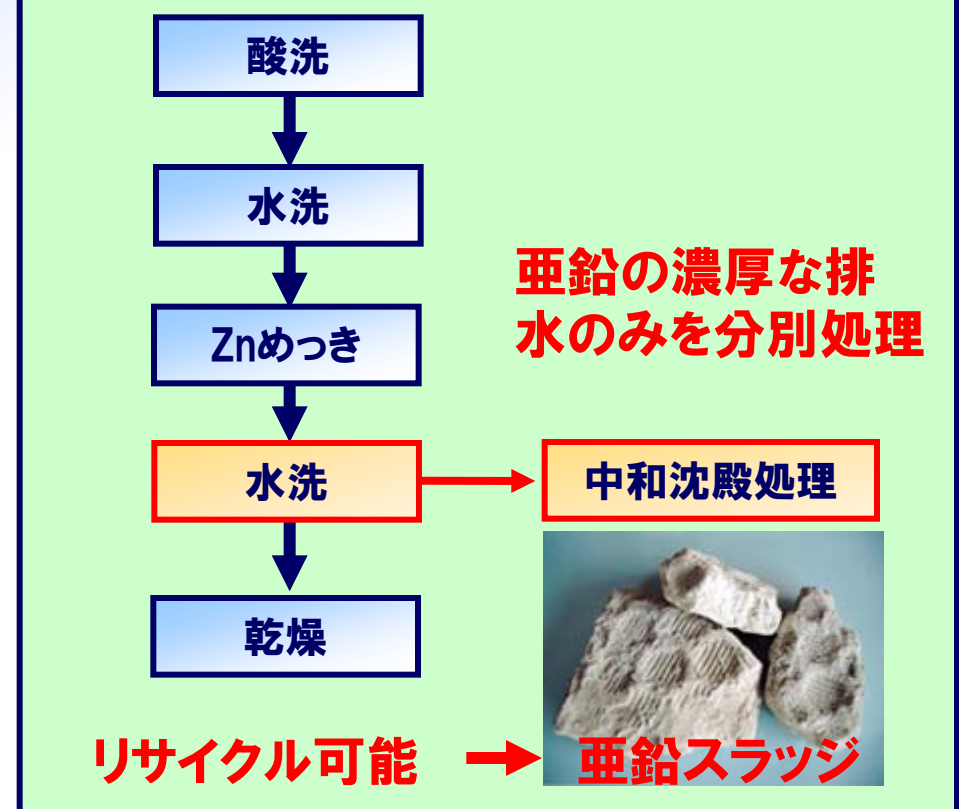 酸洗
水洗
Znめっき
亜鉛の濃厚な排
水のみを分別処理
水洗
中和沈殿処理
乾燥
リサイクル可能
亜鉛スラッジ